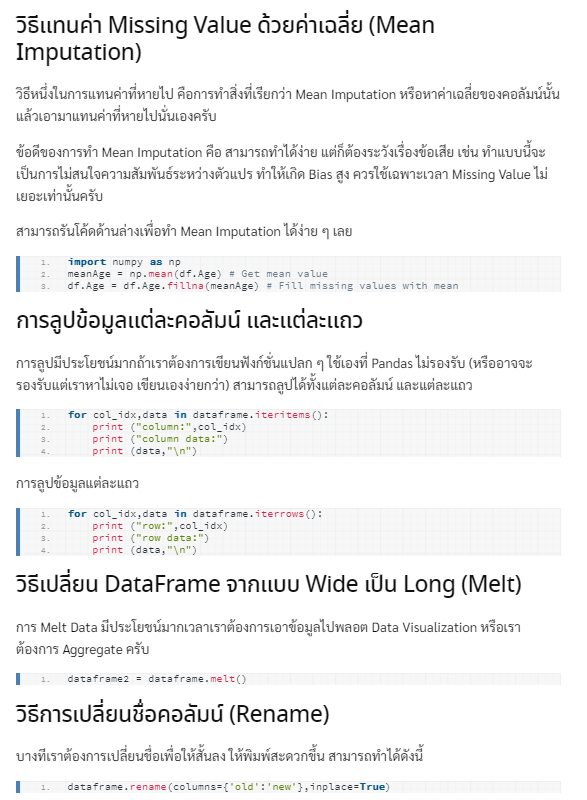 วิธีแทนค่า Missing Value ด้วยค่าเฉลี่ย (Mean
Imputation)
วิธีหนึ่งในการแทนค่าที่หายไป คือการทำสิ่งที่เรียกว่า Mean Imputation หรือหาค่าเฉลี่ยของคอลัมน์นั้น
แล้วเอามาแทนค่าที่หายไปนั่นเองครับ
ข้อดีของการทำ Mean Imputation คือ สามารถทำได้ง่าย แต่ก็ต้องระวังเรื่องข้อเสีย เช่น ทำแบบนี้จะ
เป็นการไม่สนใจความสัมพันธ์ระหว่างตัวแปร ทำให้เกิด Bias สูง ควรใช้เฉพาะเวลา Missing Value ไม่
เยอะเท่านั้นครับ
สามารถรันโค้ดด้านล่างเพื่อทำ Mean Imputation ได้ง่าย ๆ เลย
1. import numpy as np
2. meanAge = np.mean(df.Age) # Get mean value
3. df.Age = df.Age.fillna(meanAge) # Fill missing values with mean
การลูปข้อมูลแต่ละคอลัมน์ และแต่ละแถว
การลูปมีประโยชน์มากถ้าเราต้องการเขียนฟังก์ชั่นแปลก ๆ ใช้เองที่ Pandas ไม่รองรับ (หรืออาจจะ
รองรับแต่เราหาไม่เจอ เขียนเองง่ายกว่า) สามารถลูปได้ทั้งแต่ละคอลัมน์ และแต่ละแถว
1. for col_idx,data in dataframe.iteritems():
2. print ("column:",col_idx)
3. print ("column data:")
4. print (data,"\n")
การลูปข้อมูลแต่ละแถว
1. for col_idx,data in dataframe.iterrows():
2. print ("row:",col_idx)
3. print ("row data:")
4. print (data,"\n")
วิธีเปลี่ยน DataFrame จากแบบ Wide เป็น Long (Melt)
การ Melt Data มีประโยชน์มากเวลาเราต้องการเอาข้อมูลไปพลอต Data Visualization หรือเรา
ต้องการ Aggregate ครับ
1. dataframe2 = dataframe.melt()
วิธีการเปลี่ยนชื่อคอลัมน์ (Rename)
บางทีเราต้องการเปลี่ยนชื่อเพื่อให้สั้นลง ให้พิมพ์สะดวกขึ้น สามารถทำได้ดังนี้
1. dataframe.rename(columns={'old':'new'},inplace=True)